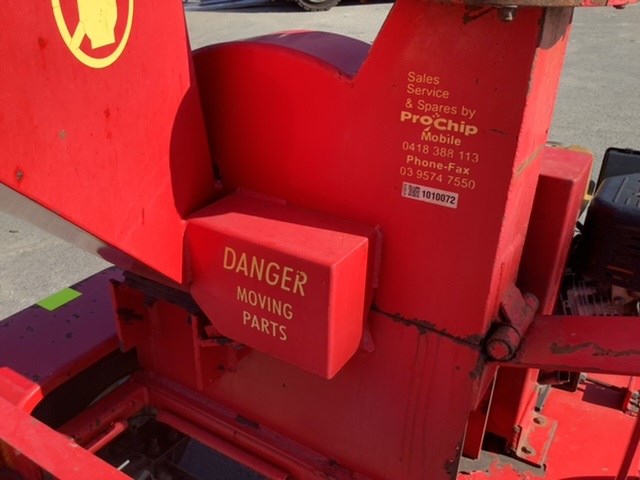 Sales
Service
& Spares by
ProChip
Mobile
0418 388 113
Phone-Fax
03 9574 7550
1010072
DANGER
MOVING
PARTS